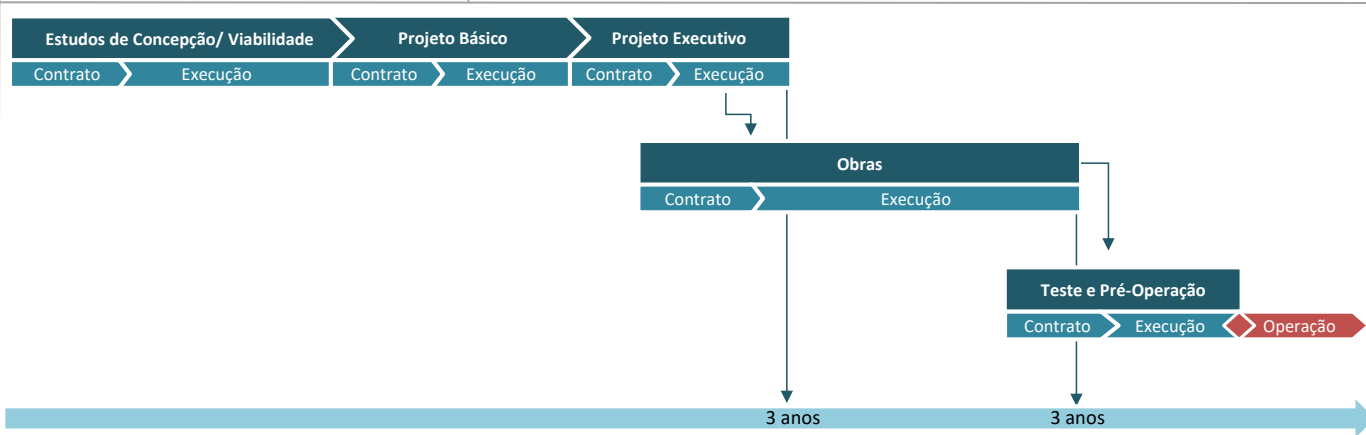 Estudos de Concepção/ Viabilidade
Projeto Básico
Projeto Executivo
Contrato
Execução
Contrato
Execução
Contrato
Execução
Obras
Contrato
Execução
Teste e Pré-Operação
Contrato
Execução
Operação
3 anos
3 anos